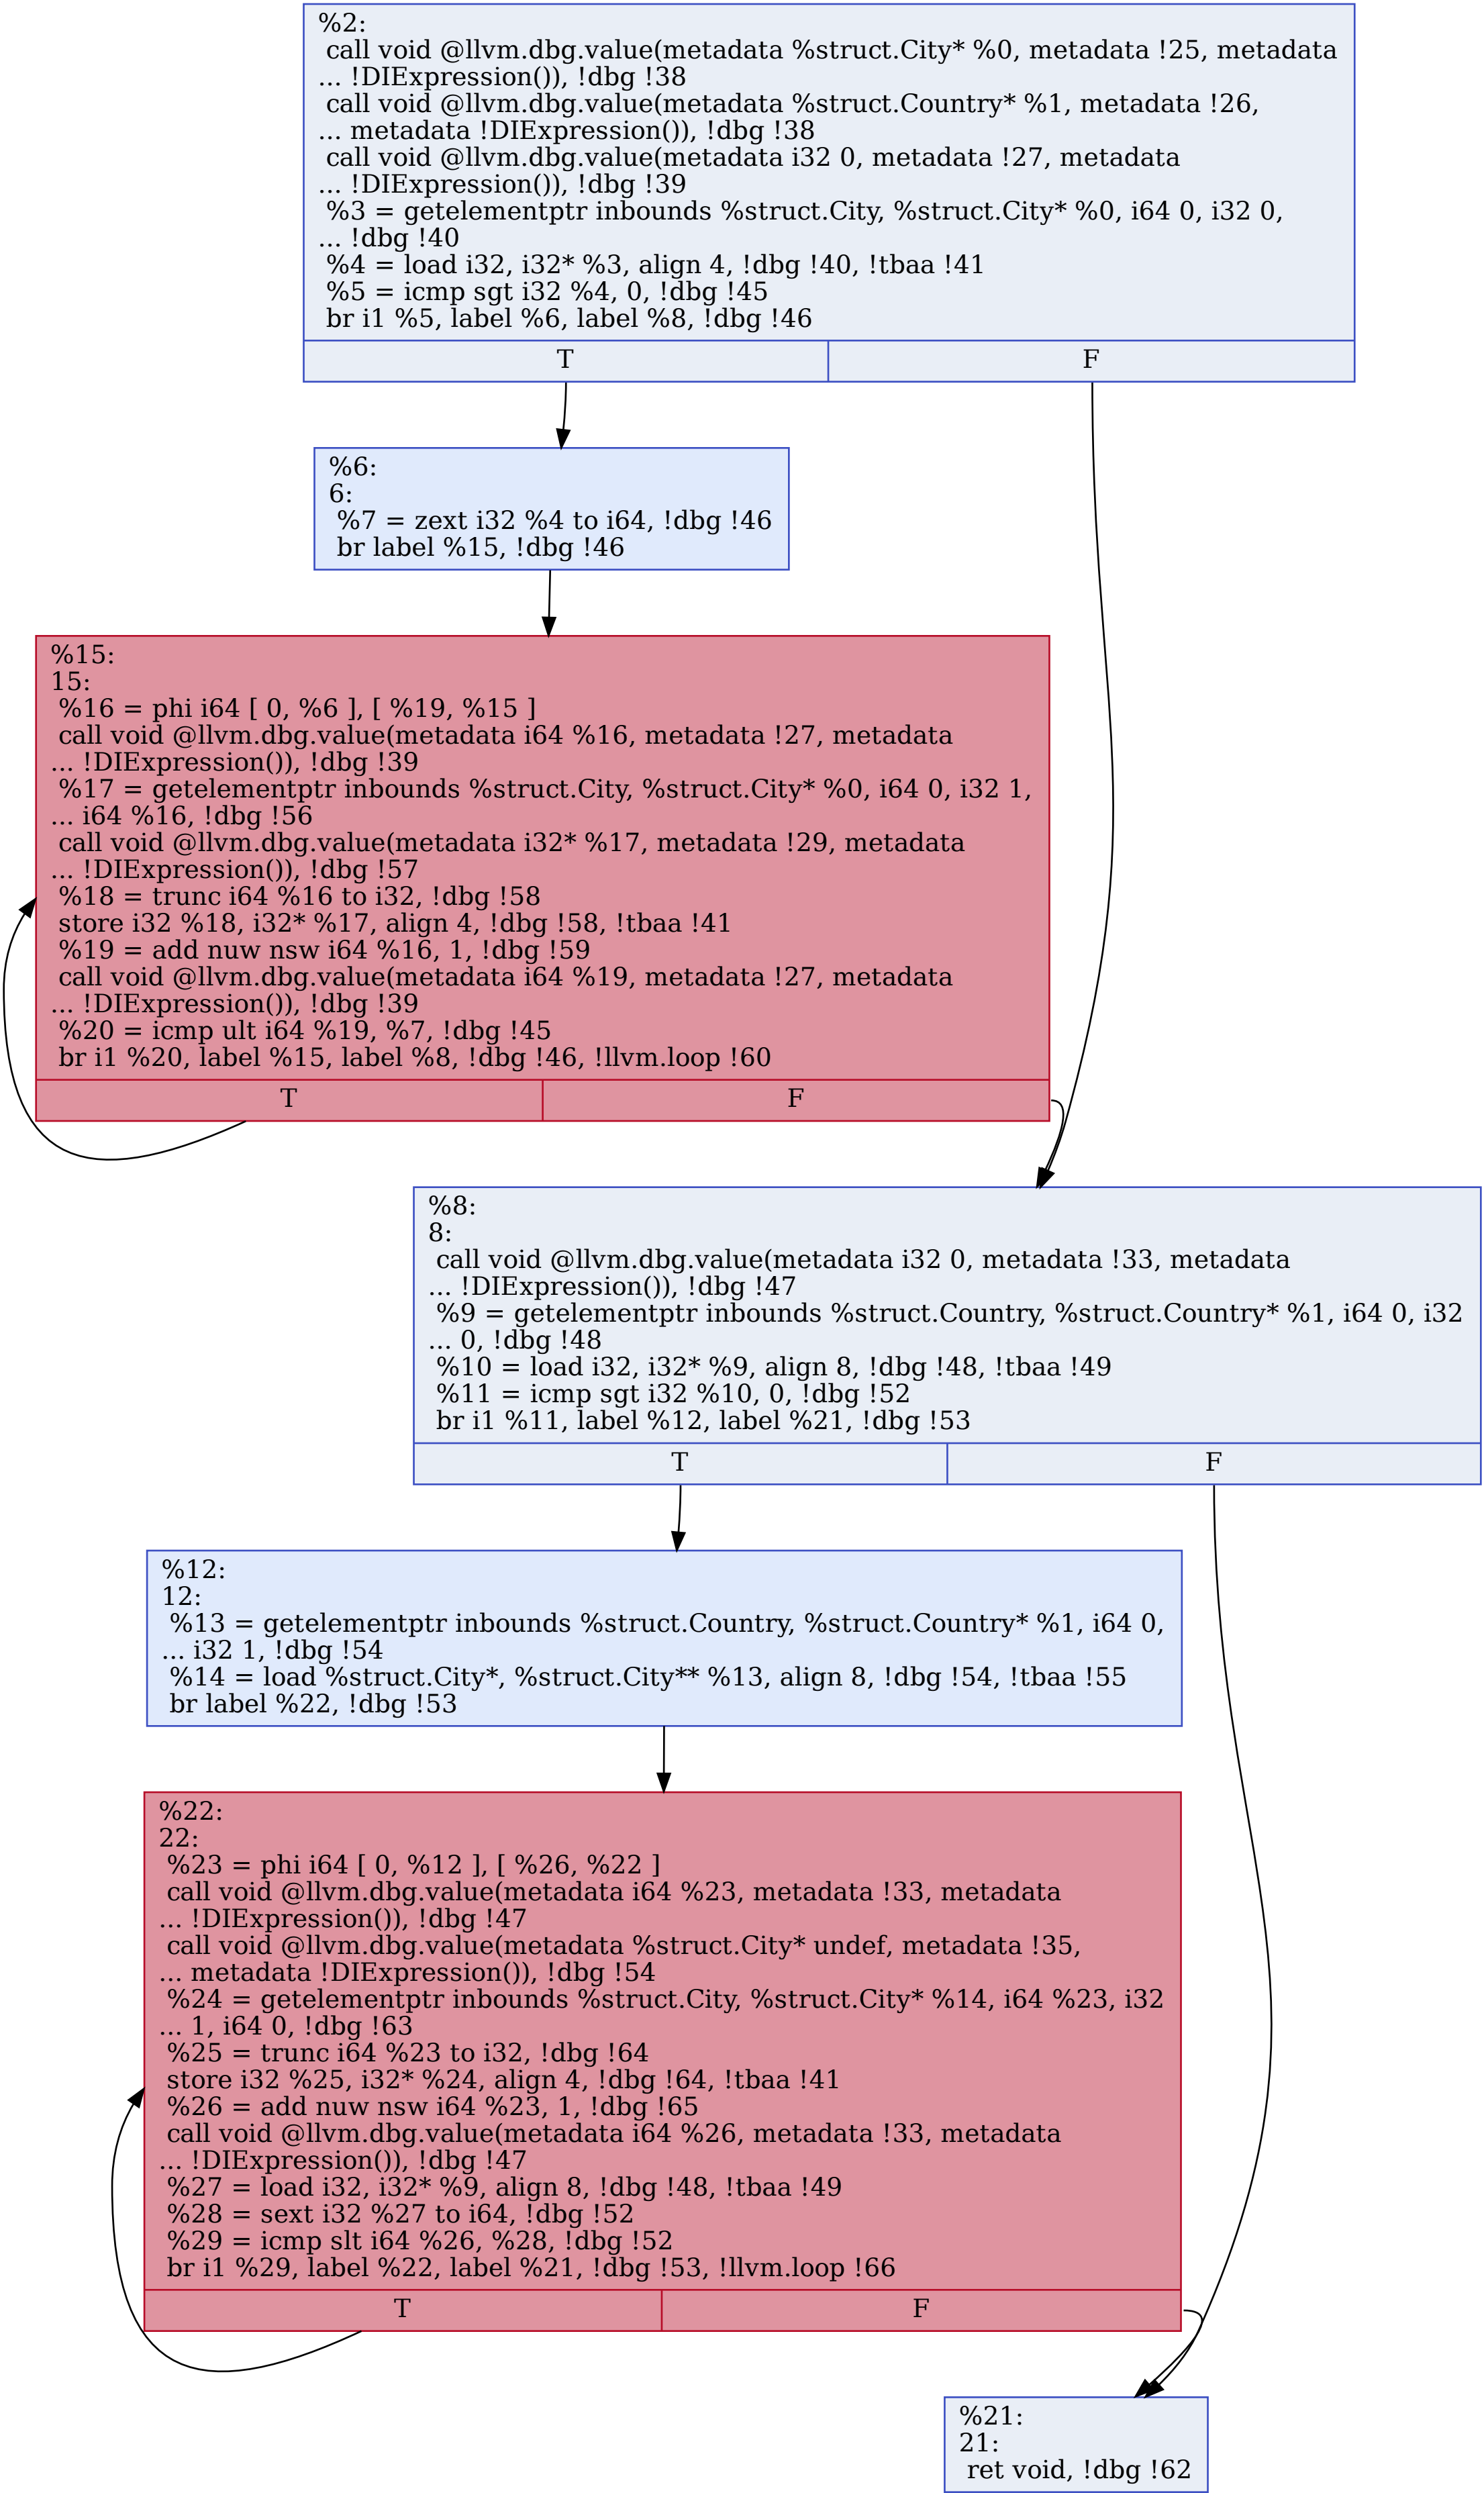 %2:
call void @llvm.dbg.value(metadata %struct.City* %0, metadata !25, metadata
... !DIExpression()), !dbg !38
call void @llvm.dbg.value(metadata %struct.Country* %1, metadata !26,
... metadata !DIExpression()), !dbg !38
call void @llvm.dbg.value(metadata i32 0, metadata !27, metadata
... !DIExpression()), !dbg !39
%3 = getelementptr inbounds %struct.City, %struct.City* %0, i64 0, i32 0,
... !dbg !40
%4 = load i32, i32* %3, align 4, !dbg !40, !tbaa !41
%5 = icmp sgt i32 %4, 0, !dbg !45
br i1 %5, label %6, label %8, !dbg !46
T F
%6:
6:
%7 = zext i32 %4 to i64, !dbg !46
br label %15, !dbg !46
%15:
15:
%16 = phi i64 [ 0, %6 ], [ %19, %15 ]
call void @llvm.dbg.value(metadata i64 %16, metadata !27, metadata
... !DIExpression()), !dbg !39
%17 = getelementptr inbounds %struct.City, %struct.City* %0, i64 0, i32 1,
... i64 %16, !dbg !56
call void @llvm.dbg.value(metadata i32* %17, metadata !29, metadata
... !DIExpression()), !dbg !57
%18 = trunc i64 %16 to i32, !dbg !58
store i32 %18, i32* %17, align 4, !dbg !58, !tbaa !41
%19 = add nuw nsw i64 %16, 1, !dbg !59
call void @llvm.dbg.value(metadata i64 %19, metadata !27, metadata
... !DIExpression()), !dbg !39
%20 = icmp ult i64 %19, %7, !dbg !45
br i1 %20, label %15, label %8, !dbg !46, !llvm.loop !60
T F
%8:
8:
call void @llvm.dbg.value(metadata i32 0, metadata !33, metadata
... !DIExpression()), !dbg !47
%9 = getelementptr inbounds %struct.Country, %struct.Country* %1, i64 0, i32
... 0, !dbg !48
%10 = load i32, i32* %9, align 8, !dbg !48, !tbaa !49
%11 = icmp sgt i32 %10, 0, !dbg !52
br i1 %11, label %12, label %21, !dbg !53
T F
%12:
12:
%13 = getelementptr inbounds %struct.Country, %struct.Country* %1, i64 0,
... i32 1, !dbg !54
%14 = load %struct.City*, %struct.City** %13, align 8, !dbg !54, !tbaa !55
br label %22, !dbg !53
%22:
22:
%23 = phi i64 [ 0, %12 ], [ %26, %22 ]
call void @llvm.dbg.value(metadata i64 %23, metadata !33, metadata
... !DIExpression()), !dbg !47
call void @llvm.dbg.value(metadata %struct.City* undef, metadata !35,
... metadata !DIExpression()), !dbg !54
%24 = getelementptr inbounds %struct.City, %struct.City* %14, i64 %23, i32
... 1, i64 0, !dbg !63
%25 = trunc i64 %23 to i32, !dbg !64
store i32 %25, i32* %24, align 4, !dbg !64, !tbaa !41
%26 = add nuw nsw i64 %23, 1, !dbg !65
call void @llvm.dbg.value(metadata i64 %26, metadata !33, metadata
... !DIExpression()), !dbg !47
%27 = load i32, i32* %9, align 8, !dbg !48, !tbaa !49
%28 = sext i32 %27 to i64, !dbg !52
%29 = icmp slt i64 %26, %28, !dbg !52
br i1 %29, label %22, label %21, !dbg !53, !llvm.loop !66
T F
%21:
21:
ret void, !dbg !62